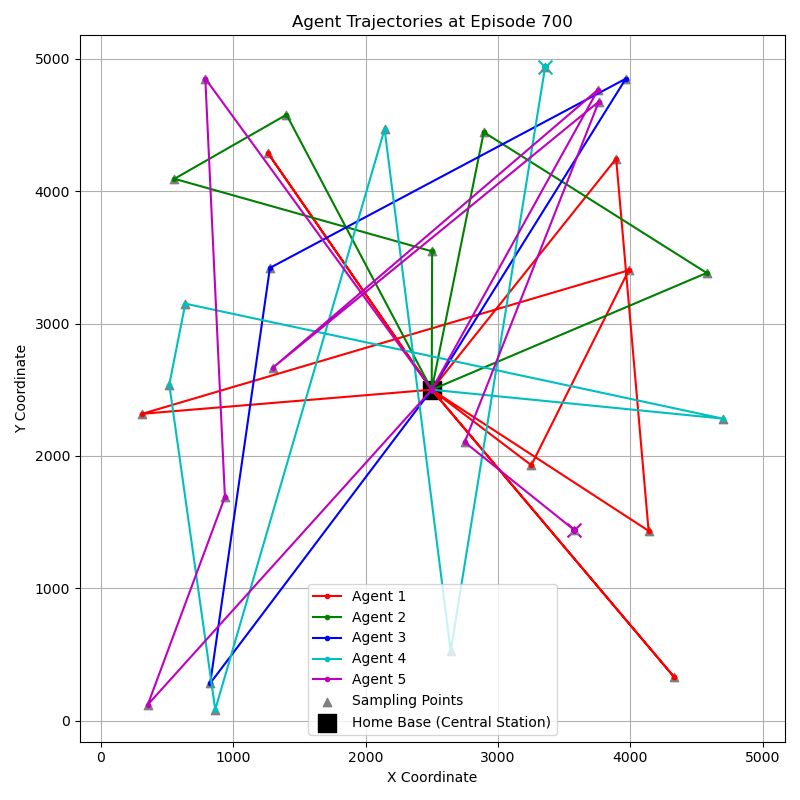 Agent Trajectories at Episode 700
Y Coordinate
5000
4000
3000
2000
1000
0
Agent 1
Agent 2
Agent 3
Agent 4
Agent 5
Sampling Points
Home Base (Central Station)
0 1000 2000 3000 4000 5000
X Coordinate